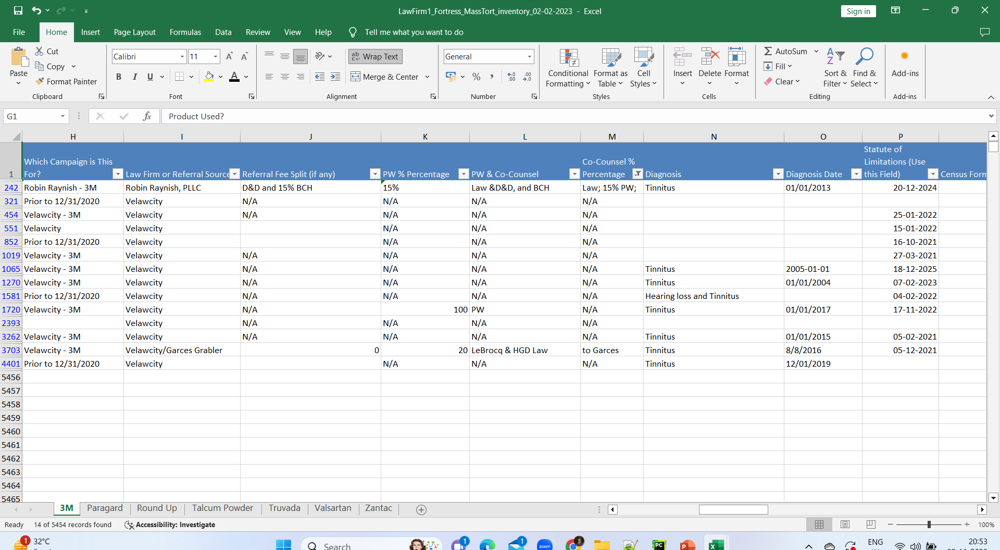 LawFirm1_Fortress_MassTort_inventory_02-02-2023 - Excel
Sign in
File Home Insert Page Layout Formulas Data Review View Help Tell me what you want to do
Paste
Cut
Copy
Format Painter
Clipboard
Calibri 11
B I U A
Font
Wrap Text
Merge & Center
Alignment
General
Number
Conditional Formatting
Format as Table
Cell Styles
Styles
Insert Delete Format
Cells
AutoSum
Fill
Clear
Sort & Filter
Find & Select
Editing
Add-ins
Add-ins
G1 fx Product Used?
H I J K L M N O P
1 Which Campaign is This For? Law Firm or Referral Source Referral Fee Split (if any) PW % Percentage PW & Co-Counsel Co-Counsel % Percentage Diagnosis Diagnosis Date Statute of Limitations (Use this Field) Census Form
242 Robin Raynish - 3M Robin Raynish, PLLC D&D and 15% BCH 15% Law &D&D, and BCH Law; 15% PW; Tinnitus 01/01/2013 20-12-2024
321 Prior to 12/31/2020 Velawcity N/A N/A N/A N/A
454 Velawcity - 3M Velawcity N/A N/A N/A N/A 25-01-2022
551 Velawcity Velawcity N/A N/A N/A 15-01-2022
852 Prior to 12/31/2020 Velawcity N/A N/A N/A 16-10-2021
1019 Velawcity - 3M Velawcity N/A N/A N/A N/A 27-03-2021
1065 Velawcity - 3M Velawcity N/A N/A N/A N/A Tinnitus 2005-01-01 18-12-2025
1270 Velawcity - 3M Velawcity N/A N/A N/A N/A Tinnitus 01/01/2004 07-02-2023
1581 Prior to 12/31/2020 Velawcity N/A N/A N/A N/A Hearing loss and Tinnitus 04-02-2022
1720 Velawcity - 3M Velawcity N/A 100 PW N/A Tinnitus 01/01/2017 17-11-2022
2393 Velawcity N/A N/A N/A N/A
3262 Velawcity - 3M Velawcity N/A N/A N/A N/A Tinnitus 01/01/2015 05-02-2021
3703 Velawcity - 3M Velawcity/Garces Grabler 0 20 LeBrocq & HGD Law to Garces Tinnitus 8/8/2016 05-12-2021
4401 Prior to 12/31/2020 Velawcity N/A N/A N/A Tinnitus 12/01/2019
5456
5457
5458
5459
5460
5461
5462
5463
5464
5465
3M Paragard Round Up Talcum Powder Truvada Valsartan Zantac
Ready 14 of 5454 records found Accessibility: Investigate 100%
1 32°C
Search
1
1
zoom
PC
ENG
20:53